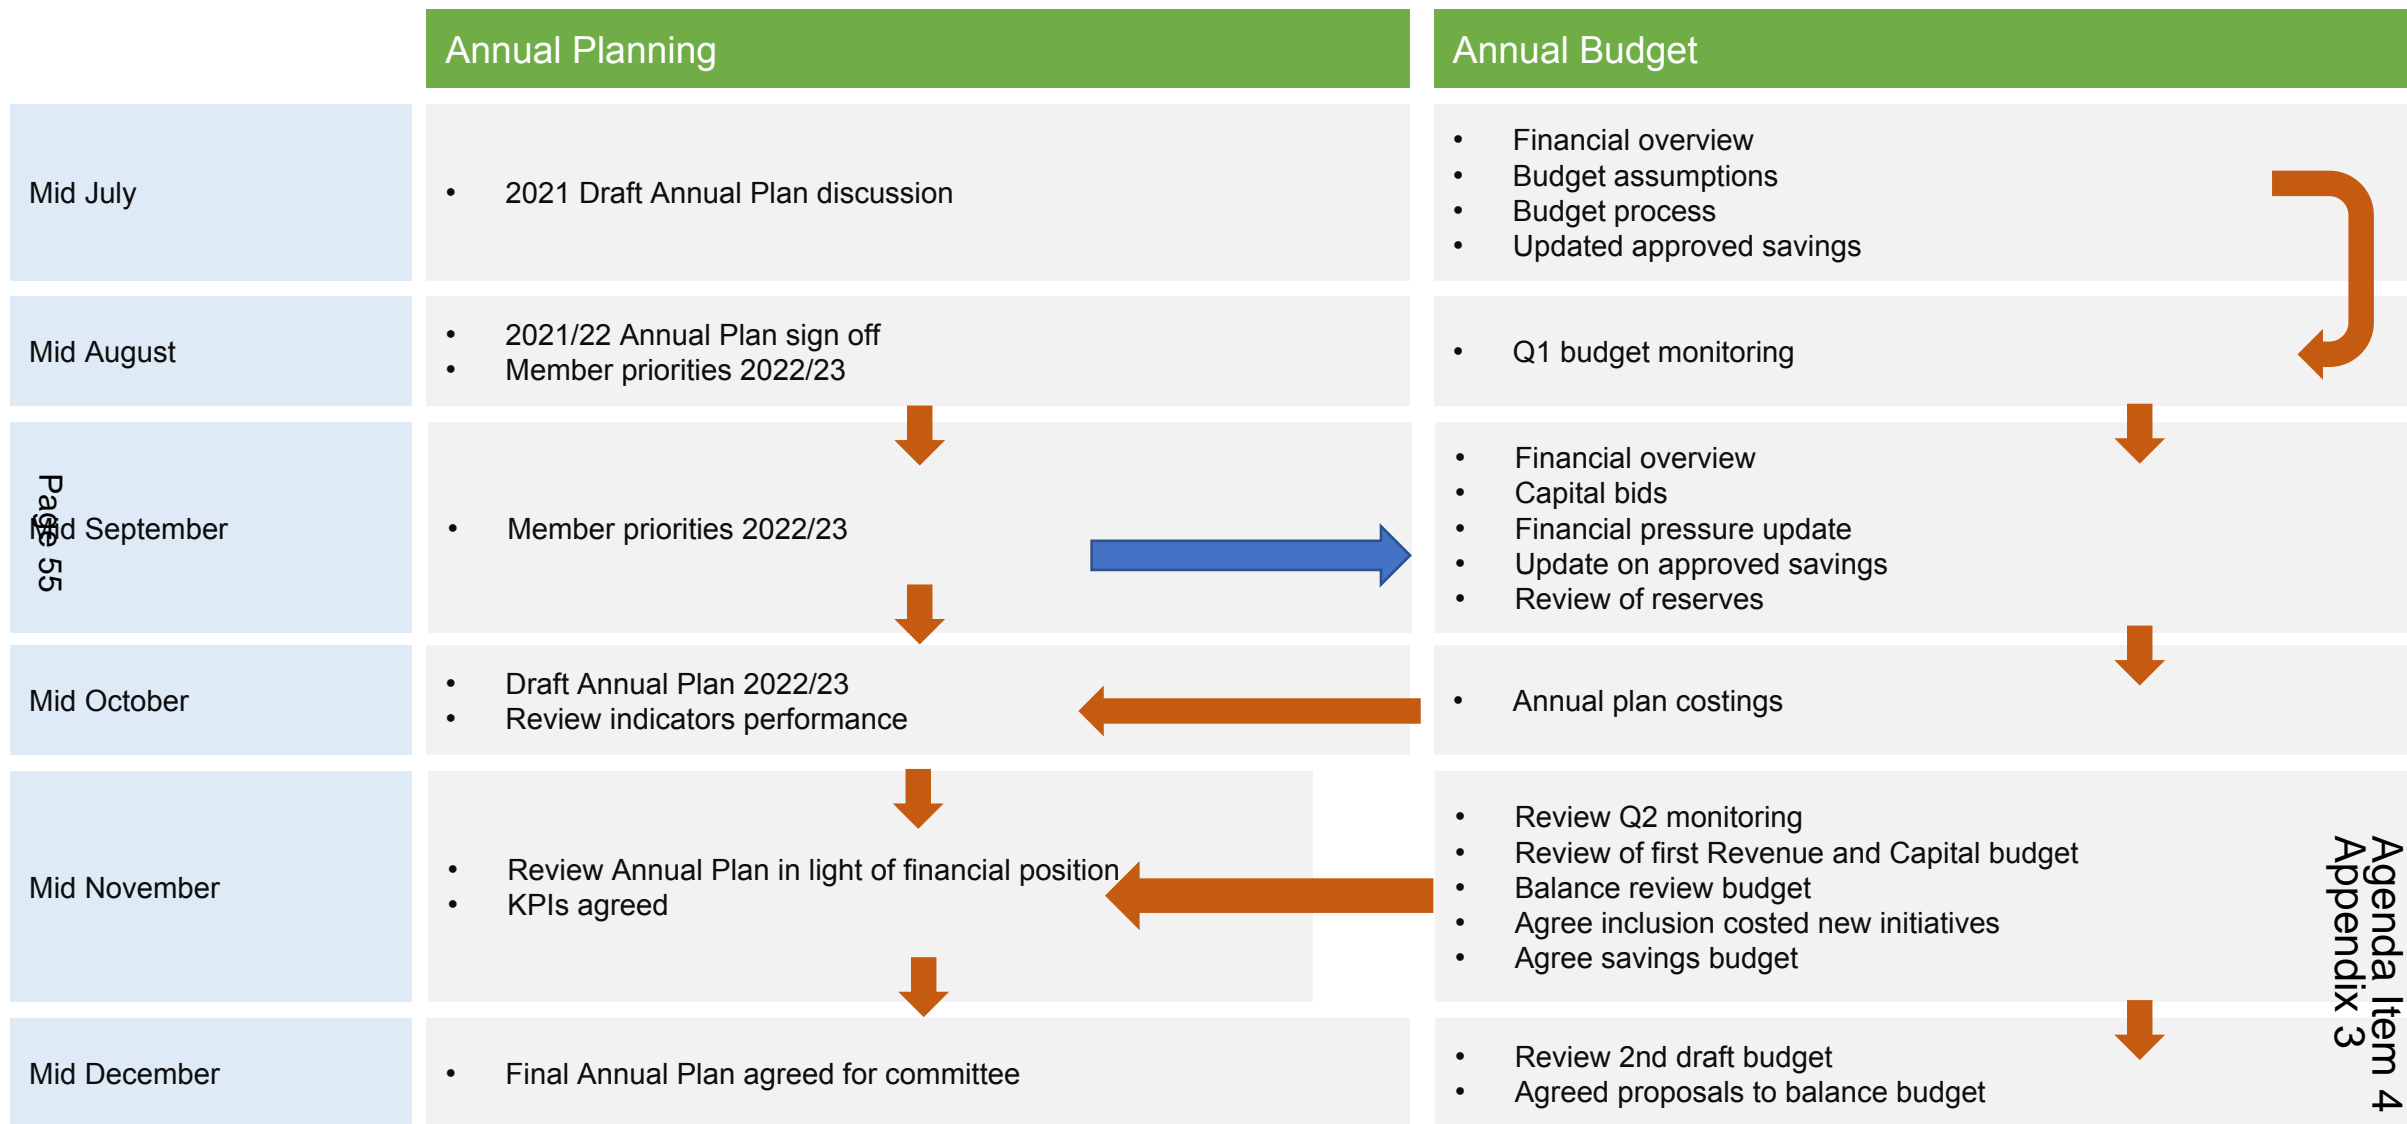 Annual Planning
Annual Budget
Mid July
• 2021 Draft Annual Plan discussion
• Financial overview
• Budget assumptions
• Budget process
• Updated approved savings
Mid August
• 2021/22 Annual Plan sign off
• Member priorities 2022/23
• Q1 budget monitoring
Mid September
• Member priorities 2022/23
• Financial overview
• Capital bids
• Financial pressure update
• Update on approved savings
• Review of reserves
Mid October
• Draft Annual Plan 2022/23
• Review indicators performance
• Annual plan costings
Mid November
• Review Annual Plan in light of financial position
• KPIs agreed
• Review Q2 monitoring
• Review of first Revenue and Capital budget
• Balance review budget
• Agree inclusion costed new initiatives
• Agree savings budget
Mid December
• Final Annual Plan agreed for committee
• Review 2nd draft budget
• Agreed proposals to balance budget
Page 55
Agenda Item 4
Appendix 3